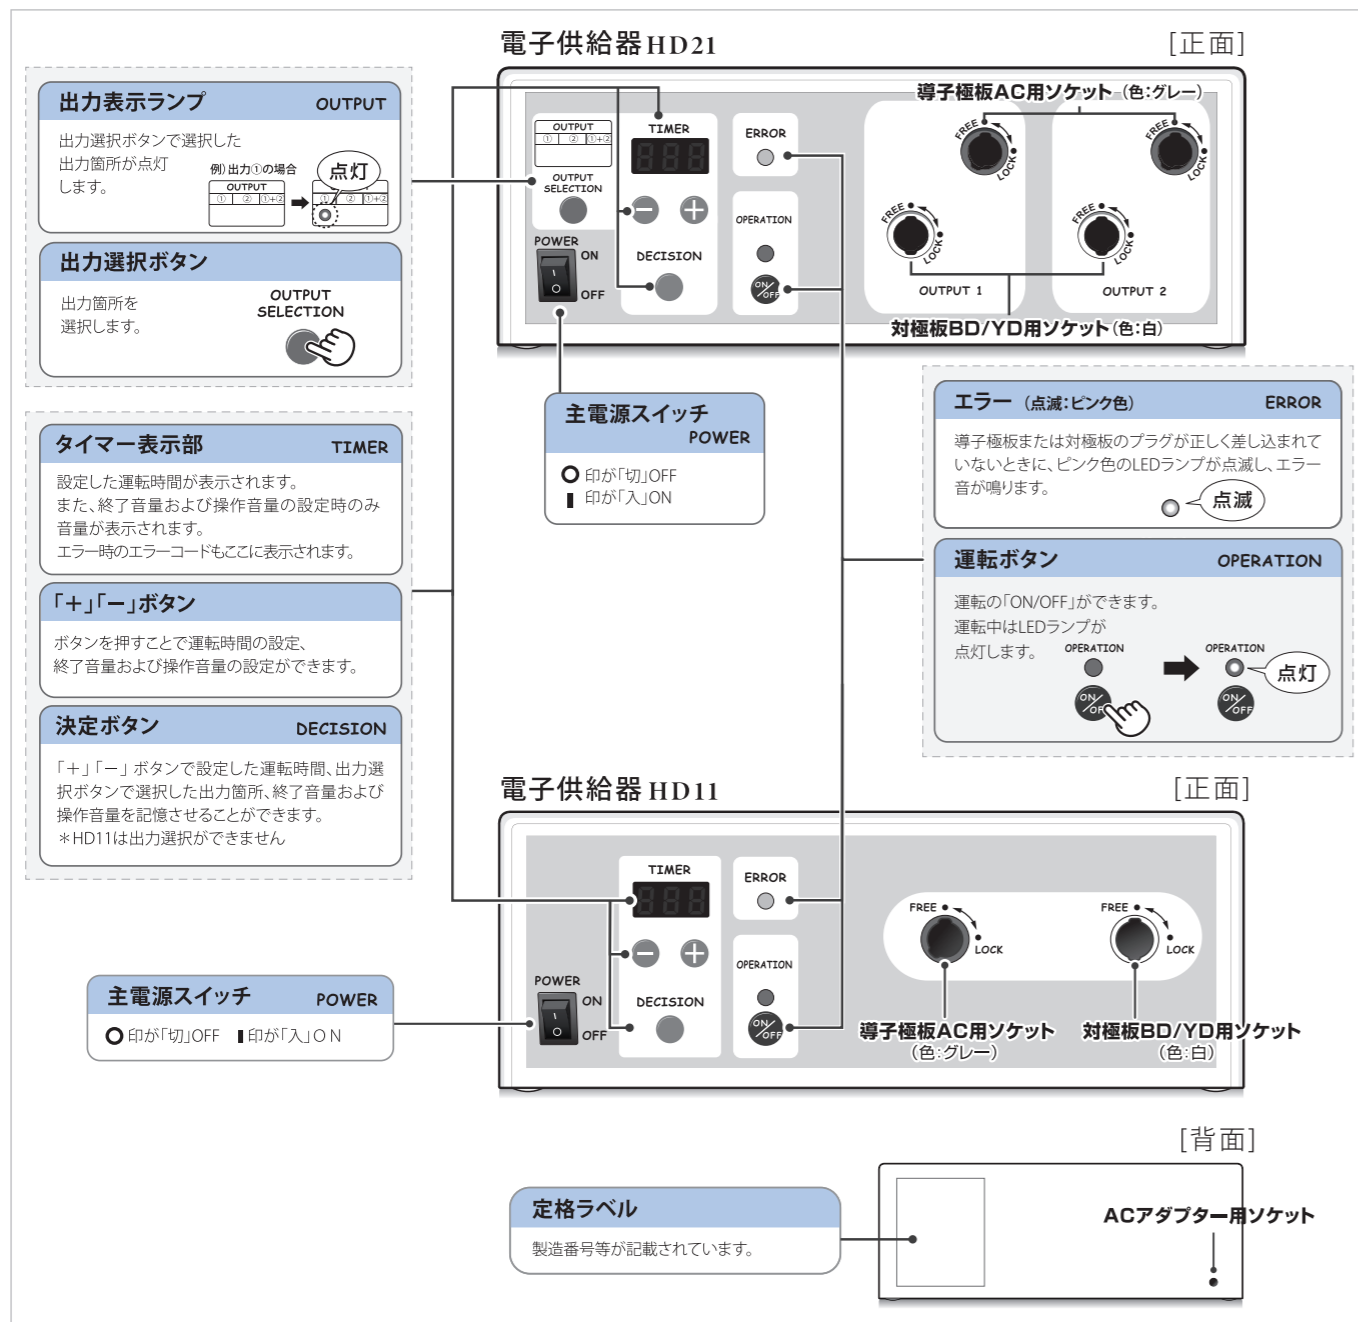 電子供給器HD21
[正面]
出力表示ランプ OUTPUT
出力選択ボタンで選択した
出力箇所が点灯
します。
例)出力①の場合
点灯
OUTPUT
① ② ①+②
① ② ①+②
出力選択ボタン
出力箇所を
選択します。
OUTPUT
SELECTION
OUTPUT
① ② ①+②
OUTPUT
SELECTION
POWER
ON
OFF
TIMER
888
DECISION
ERROR
OPERATION
ON/OFF
導子極板AC用ソケット(色:グレー)
FREE
LOCK
FREE
LOCK
FREE
LOCK
FREE
LOCK
OUTPUT 1
OUTPUT 2
対極板BD/YD用ソケット(色:白)
主電源スイッチ
POWER
○印が「切」OFF
▌印が「入」ON
タイマー表示部 TIMER
設定した運転時間が表示されます。
また、終了音量および操作音量の設定時のみ
音量が表示されます。
エラー時のエラーコードもここに表示されます。
「+」「−」ボタン
ボタンを押すことで運転時間の設定、
終了音量および操作音量の設定ができます。
決定ボタン DECISION
「+」「−」ボタンで設定した運転時間、出力選
択ボタンで選択した出力箇所、終了音量および
操作音量を記憶させることができます。
*HD11は出力選択ができません
エラー (点滅:ピンク色) ERROR
導子極板または対極板のプラグが正しく差し込まれて
いないときに、ピンク色のLEDランプが点滅し、エラー
音が鳴ります。
点滅
運転ボタン OPERATION
運転の「ON/OFF」ができます。
運転中はLEDランプが
点灯します。
OPERATION
ON/OFF
OPERATION
点灯
ON/OFF
電子供給器HD11
[正面]
TIMER
888
ERROR
OPERATION
ON/OFF
POWER
ON
OFF
DECISION
FREE
LOCK
FREE
LOCK
導子極板AC用ソケット
(色:グレー)
対極板BD/YD用ソケット
(色:白)
主電源スイッチ POWER
○印が「切」OFF ▌印が「入」ON
[背面]
定格ラベル
製造番号等が記載されています。
ACアダプター用ソケット